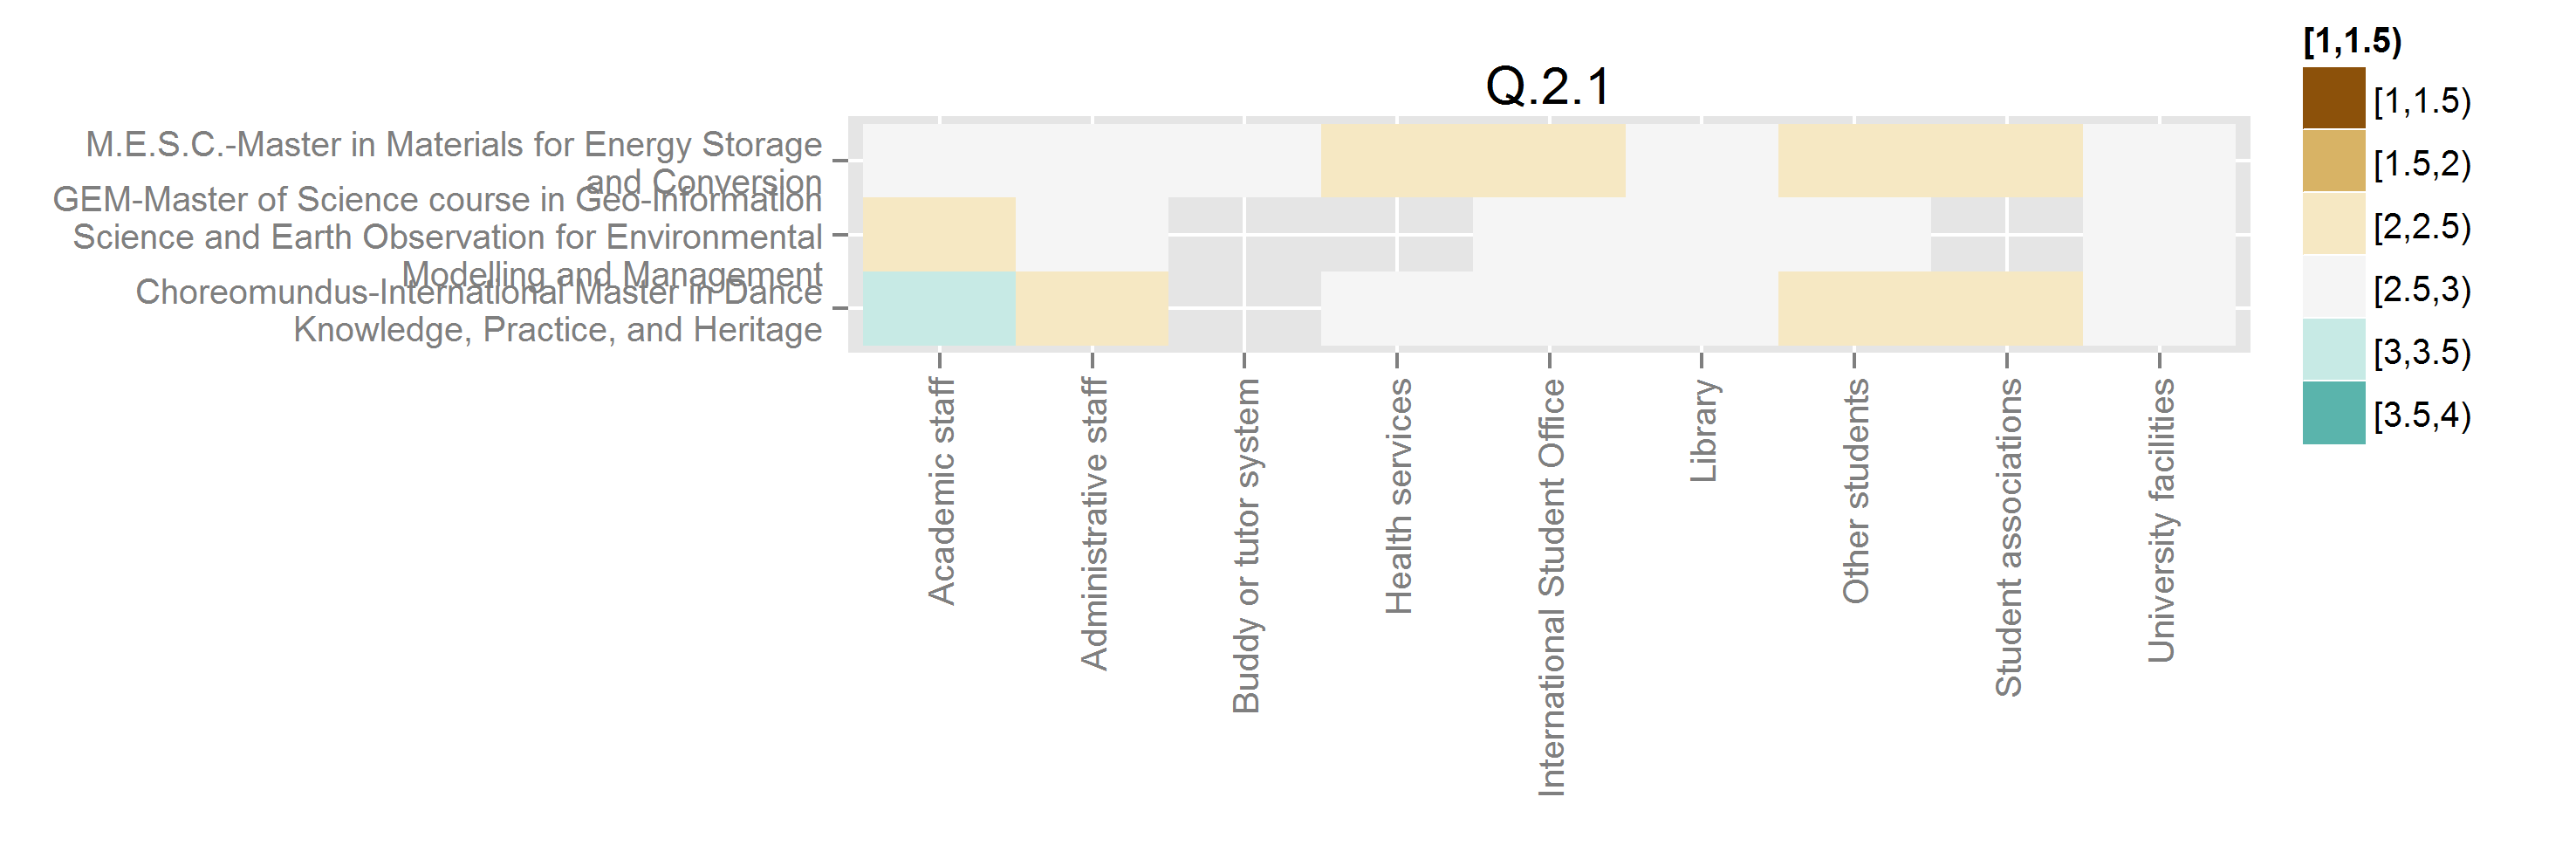 Q.2.1
M.E.S.C.-Master in Materials for Energy Storage
and Conversion
GEM-Master of Science course in Geo-Information
Science and Earth Observation for Environmental
Modelling and Management
Choreomundus-International Master in Dance
Knowledge, Practice, and Heritage
Academic staff
Administrative staff
Buddy or tutor system
Health services
International Student Office
Library
Other students
Student associations
University facilities
[1,1.5)
[1,1.5)
[1.5,2)
[2,2.5)
[2.5,3)
[3,3.5)
[3.5,4)